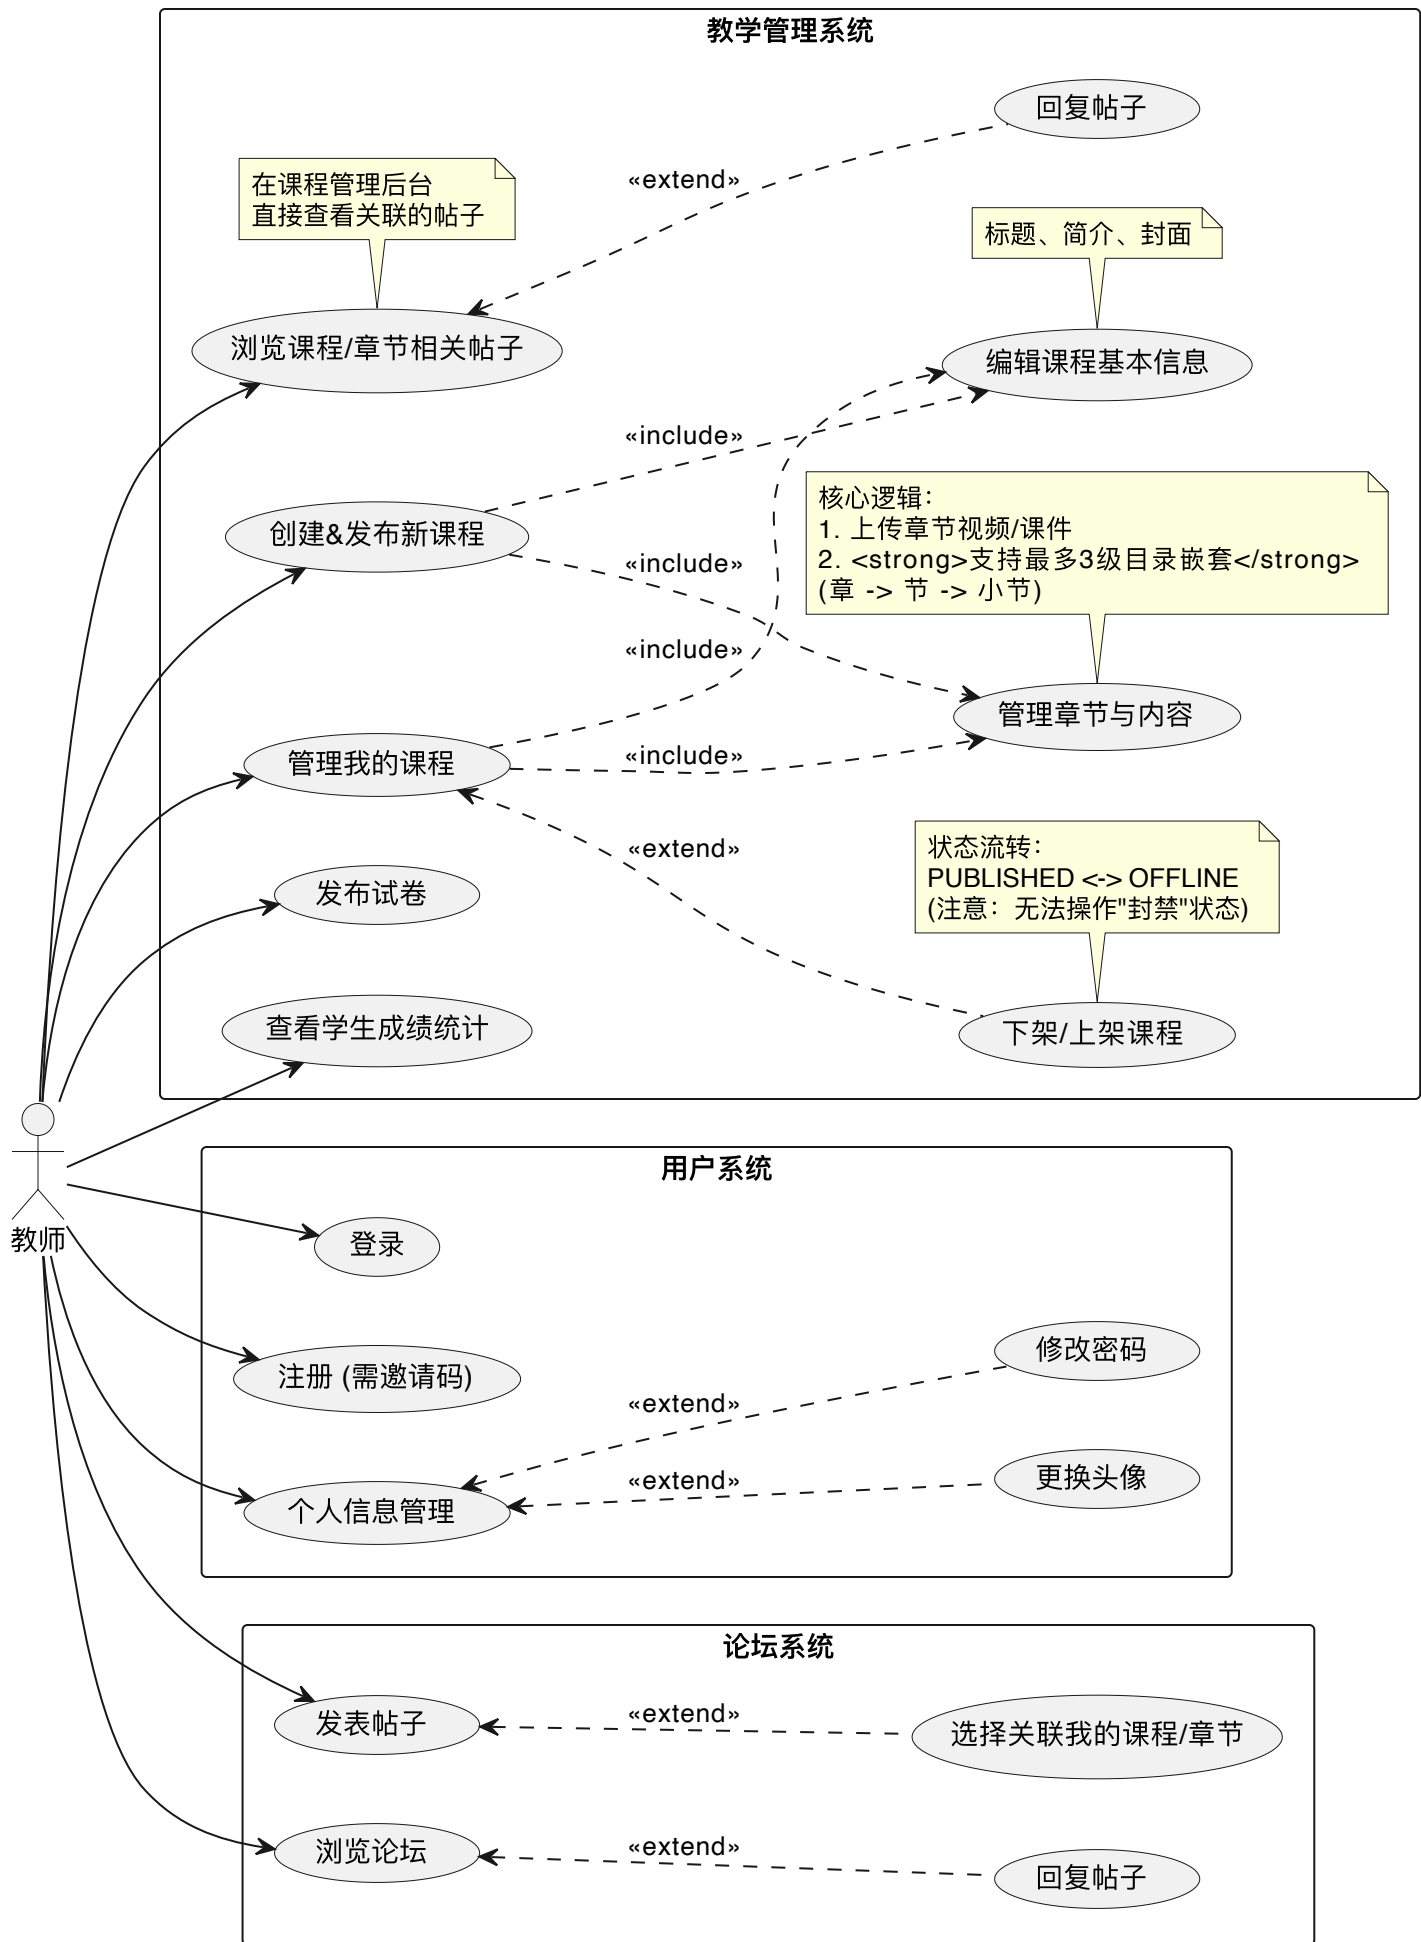 教学管理系统
回复帖子
«extend»
在课程管理后台
直接查看关联的帖子
标题、简介、封面
浏览课程/章节相关帖子
编辑课程基本信息
«include»
核心逻辑：
1. 上传章节视频/课件
2. <strong>支持最多3级目录嵌套</strong>
(章 -> 节 -> 小节)
创建&发布新课程
«include»
«include»
管理章节与内容
管理我的课程
«include»
«extend»
状态流转：
PUBLISHED <-> OFFLINE
(注意：无法操作"封禁"状态)
发布试卷
查看学生成绩统计
下架/上架课程
教师
用户系统
登录
注册 (需邀请码)
修改密码
«extend»
更换头像
«extend»
个人信息管理
论坛系统
发表帖子
«extend»
选择关联我的课程/章节
浏览论坛
«extend»
回复帖子